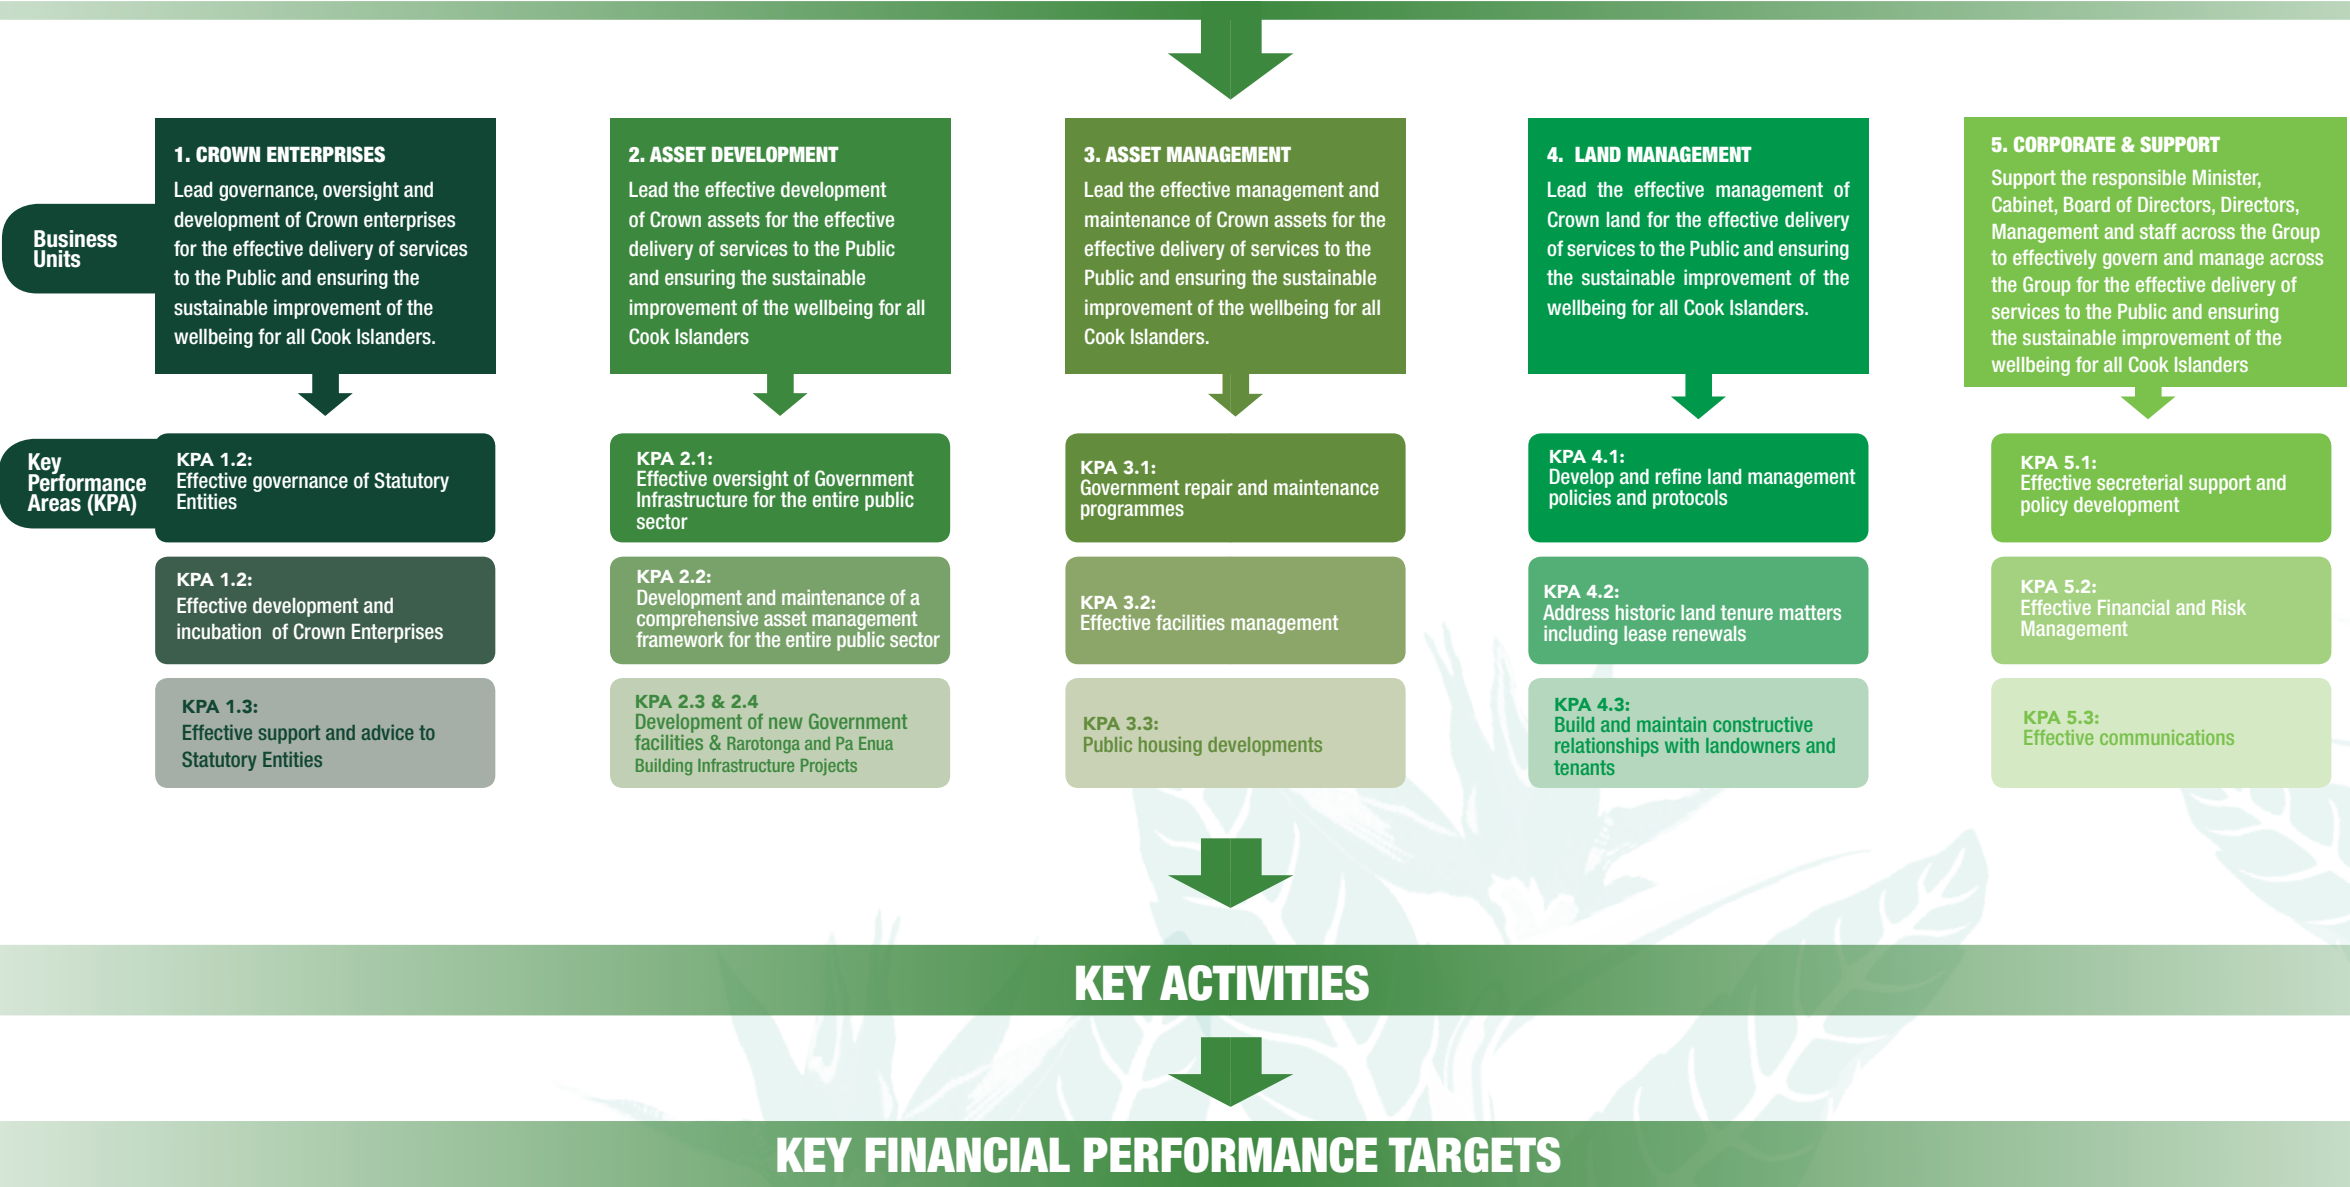 Business
Units
1. CROWN ENTERPRISES
Lead governance, oversight and
development of Crown enterprises
for the effective delivery of services
to the Public and ensuring the
sustainable improvement of the
wellbeing for all Cook Islanders.
2. ASSET DEVELOPMENT
Lead the effective development
of Crown assets for the effective
delivery of services to the Public
and ensuring the sustainable
improvement of the wellbeing for all
Cook Islanders
3. ASSET MANAGEMENT
Lead the effective management and
maintenance of Crown assets for the
effective delivery of services to the
Public and ensuring the sustainable
improvement of the wellbeing for all
Cook Islanders.
4. LAND MANAGEMENT
Lead the effective management of
Crown land for the effective delivery
of services to the Public and ensuring
the sustainable improvement of the
wellbeing for all Cook Islanders.
5. CORPORATE & SUPPORT
Support the responsible Minister,
Cabinet, Board of Directors, Directors,
Management and staff across the Group
to effectively govern and manage across
the Group for the effective delivery of
services to the Public and ensuring
the sustainable improvement of the
wellbeing for all Cook Islanders
Key
Performance
Areas (KPA)
KPA 1.2:
Effective governance of Statutory
Entities
KPA 2.1:
Effective oversight of Government
Infrastructure for the entire public
sector
KPA 3.1:
Government repair and maintenance
programmes
KPA 4.1:
Develop and refine land management
policies and protocols
KPA 5.1:
Effective secreterial support and
policy development
KPA 1.2:
Effective development and
incubation of Crown Enterprises
KPA 2.2:
Development and maintenance of a
comprehensive asset management
framework for the entire public sector
KPA 3.2:
Effective facilities management
KPA 4.2:
Address historic land tenure matters
including lease renewals
KPA 5.2:
Effective Financial and Risk
Management
KPA 1.3:
Effective support and advice to
Statutory Entities
KPA 2.3 & 2.4
Development of new Government
facilities & Rarotonga and Pa Enua
Building Infrastructure Projects
KPA 3.3:
Public housing developments
KPA 4.3:
Build and maintain constructive
relationships with landowners and
tenants
KPA 5.3:
Effective communications
KEY ACTIVITIES
KEY FINANCIAL PERFORMANCE TARGETS